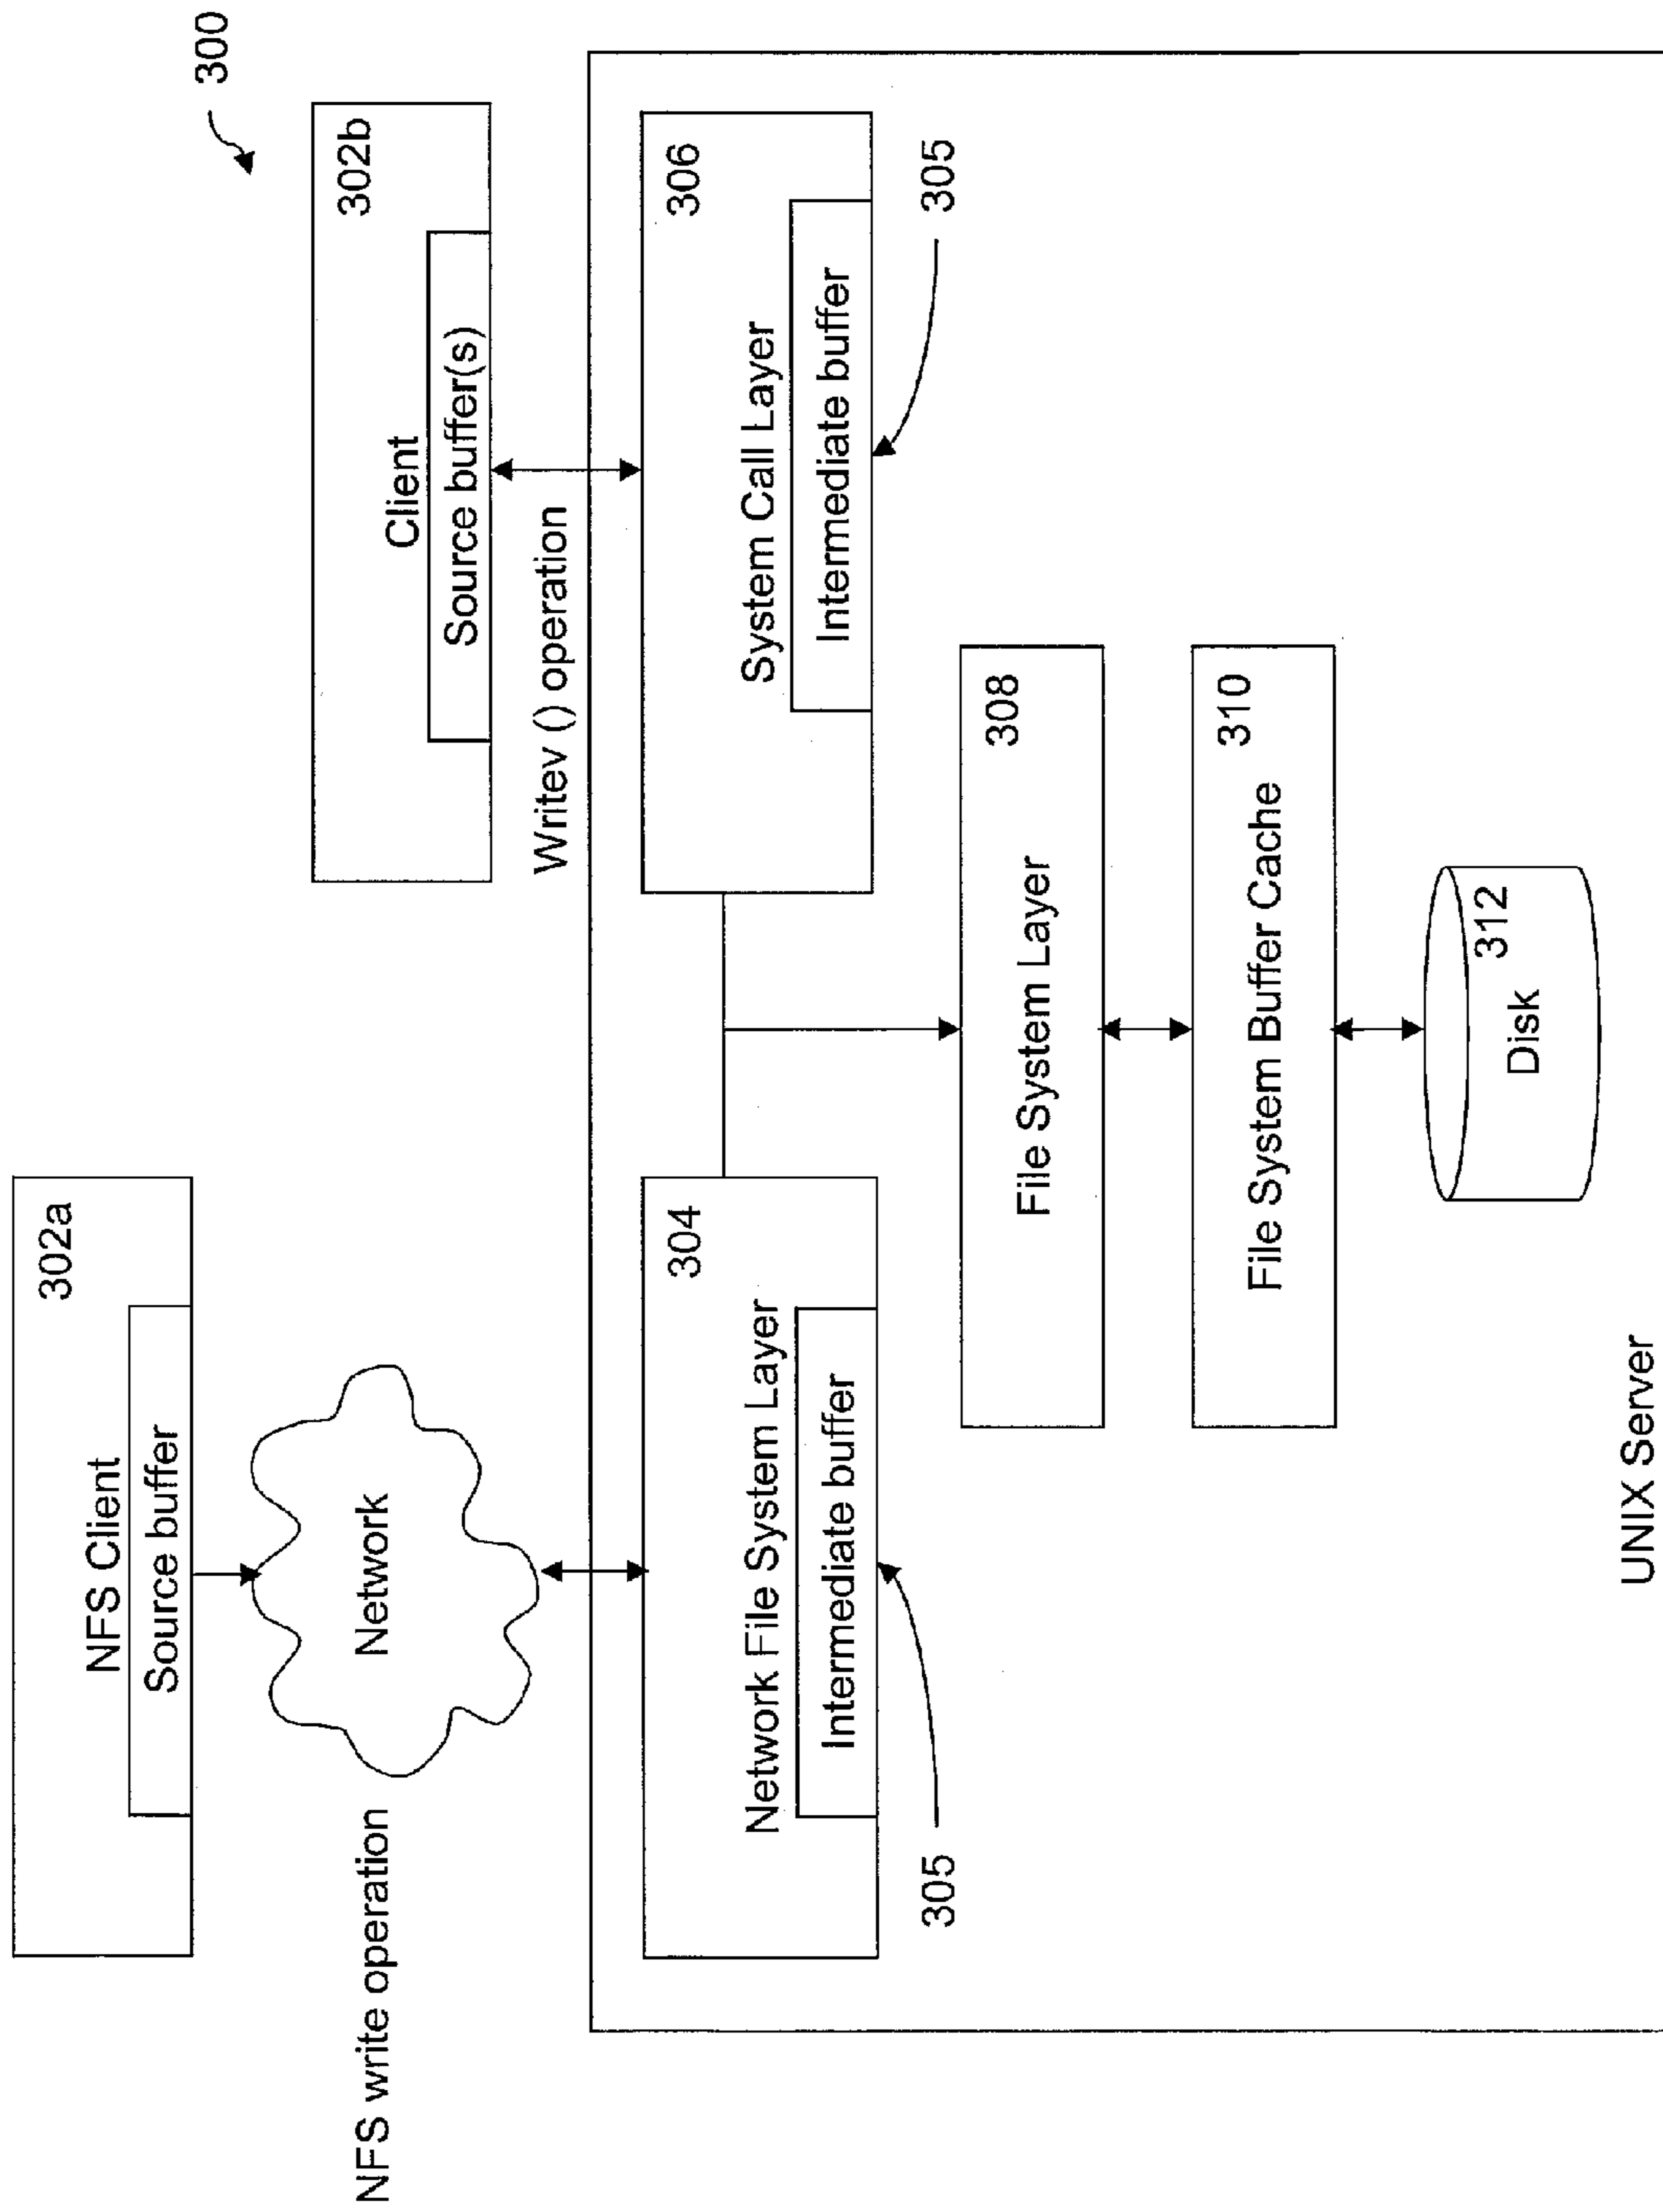 300
302a
NFS Client
Source buffer
302b
Client
Source buffer(s)
Network
NFS write operation
Writev () operation
304
Network File System Layer
Intermediate buffer
305
306
System Call Layer
Intermediate buffer
305
308
File System Layer
310
File System Buffer Cache
312
Disk
UNIX Server